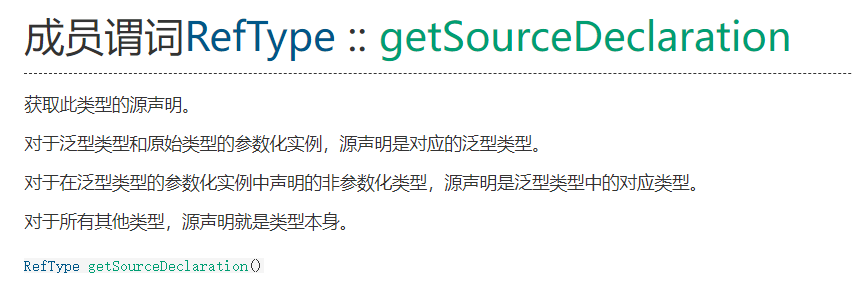 成员谓词RefType :: getSourceDeclaration
获取此类型的源声明。
对于泛型类型和原始类型的参数化实例，源声明是对应的泛型类型。
对于在泛型类型的参数化实例中声明的非参数化类型，源声明是泛型类型中的对应类型。
对于所有其他类型，源声明就是类型本身。
RefType getSourceDeclaration()